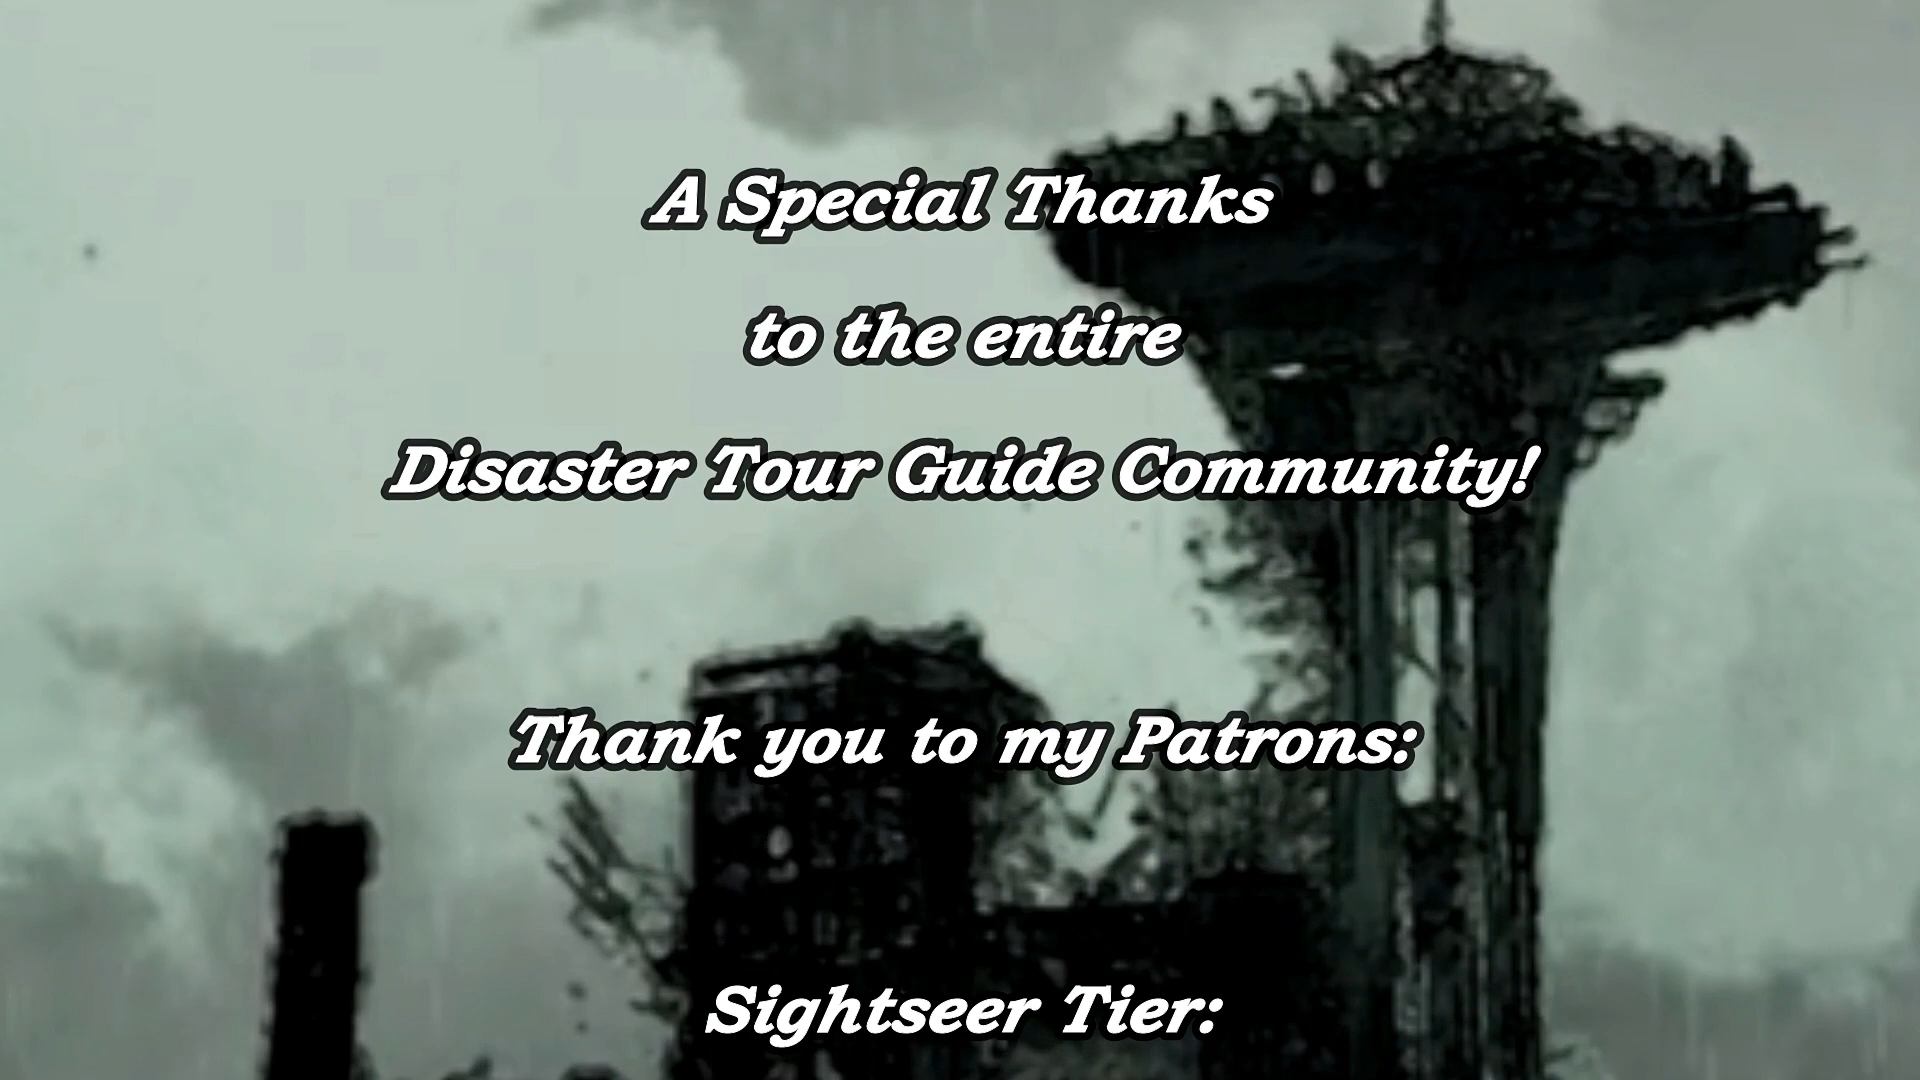 A Special Thanks
to the entire
Disaster Tour Guide Community!
Thank you to my Patrons:
Sightseer Tier: